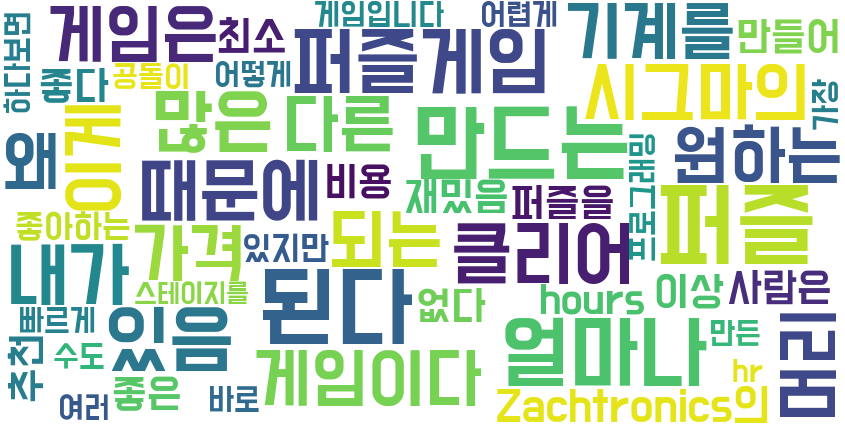 게임입니다
어렵게
하다보면
게임은
최소
퍼즐게임
기계를
만들어
좋다
공돌이
어떻게
시그마의
가장
왜
이게
많은
다른
만드는
원하는
때문에
비용
재밌음
퍼즐을
프로그래밍
퍼즐
좋아하는
가격
있지만
되는
클리어
내가
스테이지를
된다
없다
hours
이상
사람은
빠르게
있음
얼마나
만든
머리
추천
수도
좋은
게임이다
hr
여러
바로
Zachtronics의